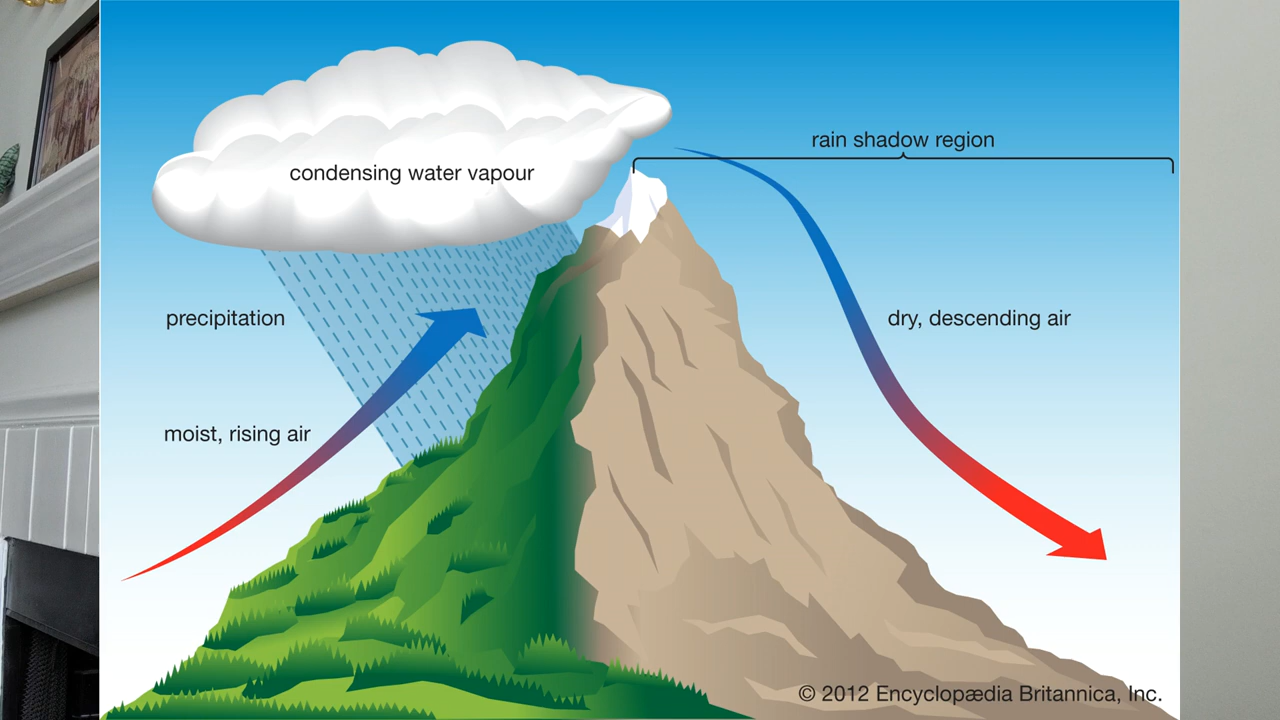 rain shadow region
condensing water vapour
precipitation
dry, descending air
moist, rising air
© 2012 Encyclopædia Britannica, Inc.